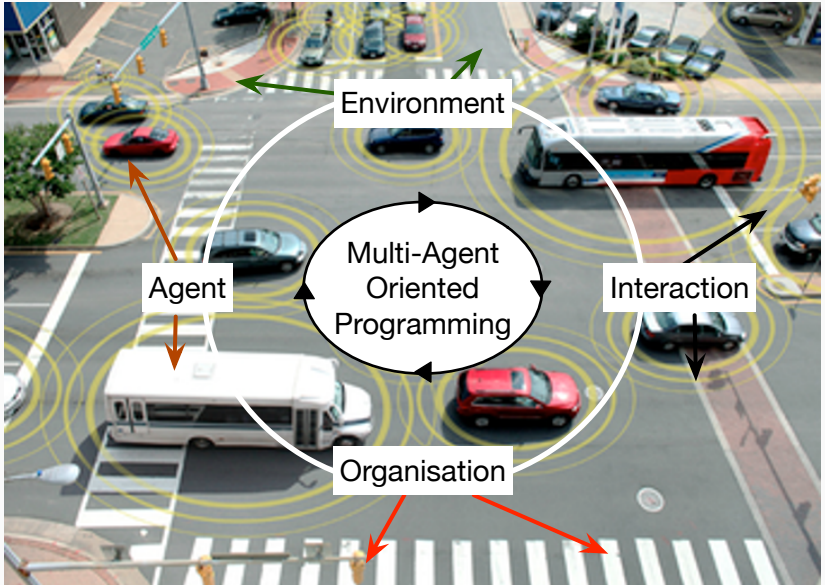 Environment
Multi-Agent
Oriented
Programming
Agent
Interaction
Organisation